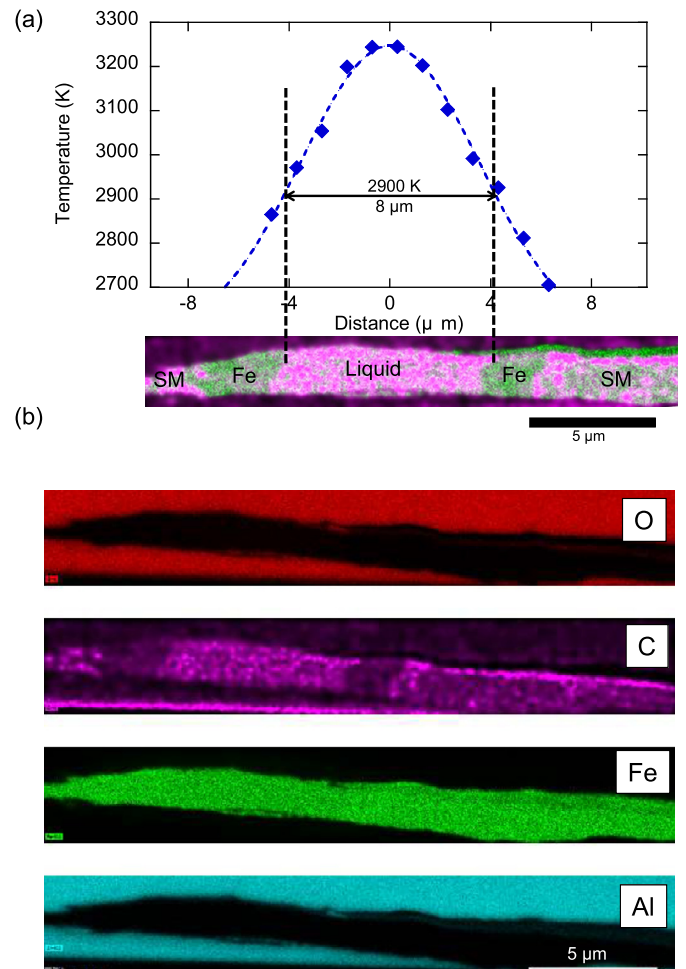 (a)
3300
3200
3100
3000
2900
2800
2700
Temperature (K)
2900 K
8 μm
-8 -4 0 4 8
Distance (μ m)
SM Fe Liquid Fe SM
5 μm
(b)
O
C
Fe
Al
5 μm